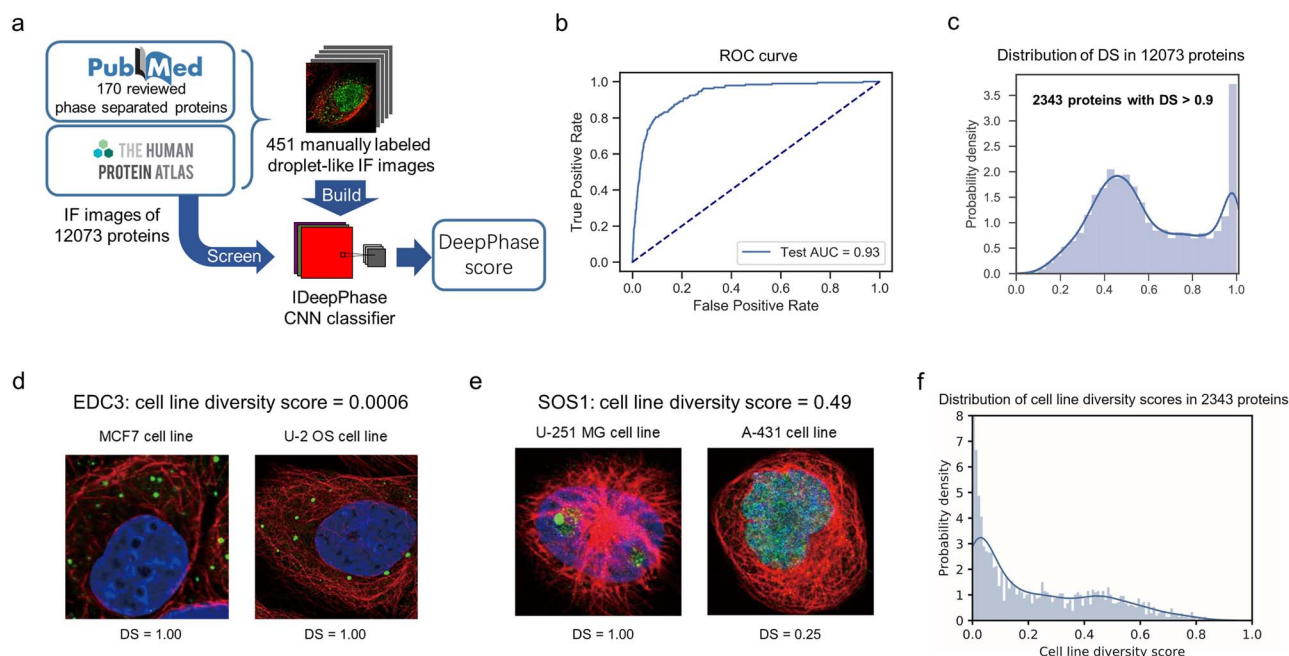 a
PubMed
170 reviewed
phase separated proteins
THE HUMAN
PROTEIN ATLAS
IF images of
12073 proteins
451 manually labeled
droplet-like IF images
Build
Screen
IDeepPhase
CNN classifier
DeepPhase
score
b
ROC curve
True Positive Rate
1.0
0.8
0.6
0.4
0.2
0.0
Test AUC = 0.93
0.0 0.2 0.4 0.6 0.8 1.0
False Positive Rate
c
Distribution of DS in 12073 proteins
2343 proteins with DS > 0.9
Probability density
3.5
3.0
2.5
2.0
1.5
1.0
0.5
0.0
0.0 0.2 0.4 0.6 0.8 1.0
d
EDC3: cell line diversity score = 0.0006
MCF7 cell line
U-2 OS cell line
DS = 1.00
DS = 1.00
e
SOS1: cell line diversity score = 0.49
U-251 MG cell line
A-431 cell line
DS = 1.00
DS = 0.25
f
Distribution of cell line diversity scores in 2343 proteins
Probability density
8
7
6
5
4
3
2
1
0
0.0 0.2 0.4 0.6 0.8 1.0
Cell line diversity score